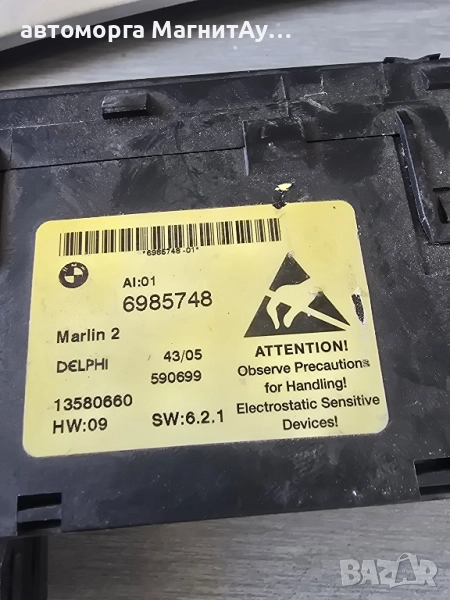 автоморга МагнитАу...
*6985748-01*
AI:01
6985748
Marlin 2
DELPHI 43/05
590699
13580660
HW:09 SW:6.2.1
ATTENTION!
Observe Precautions
for Handling!
Electrostatic Sensitive
Devices!
BAZAR